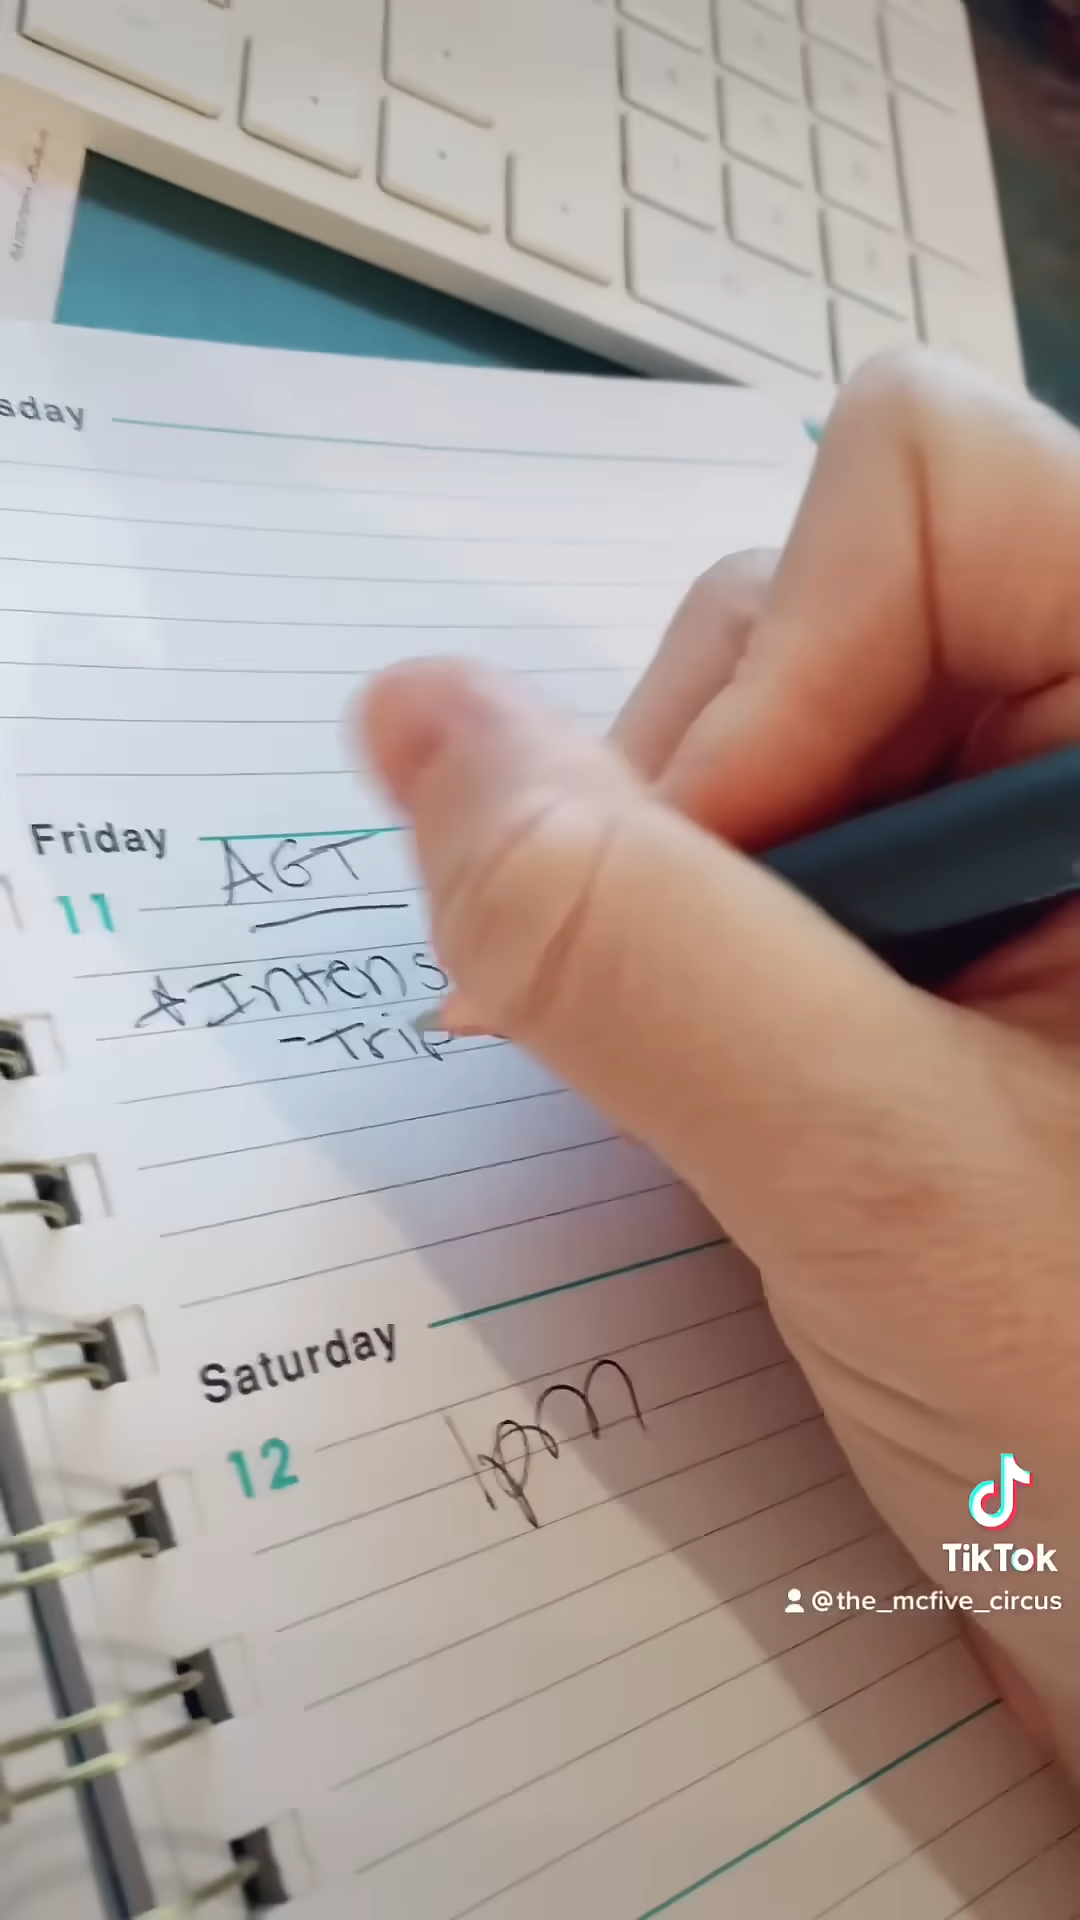 sday
Friday
AGT
11
Intens
-Trip
Saturday
12
1pm
TikTok
@the_mcfive_circus